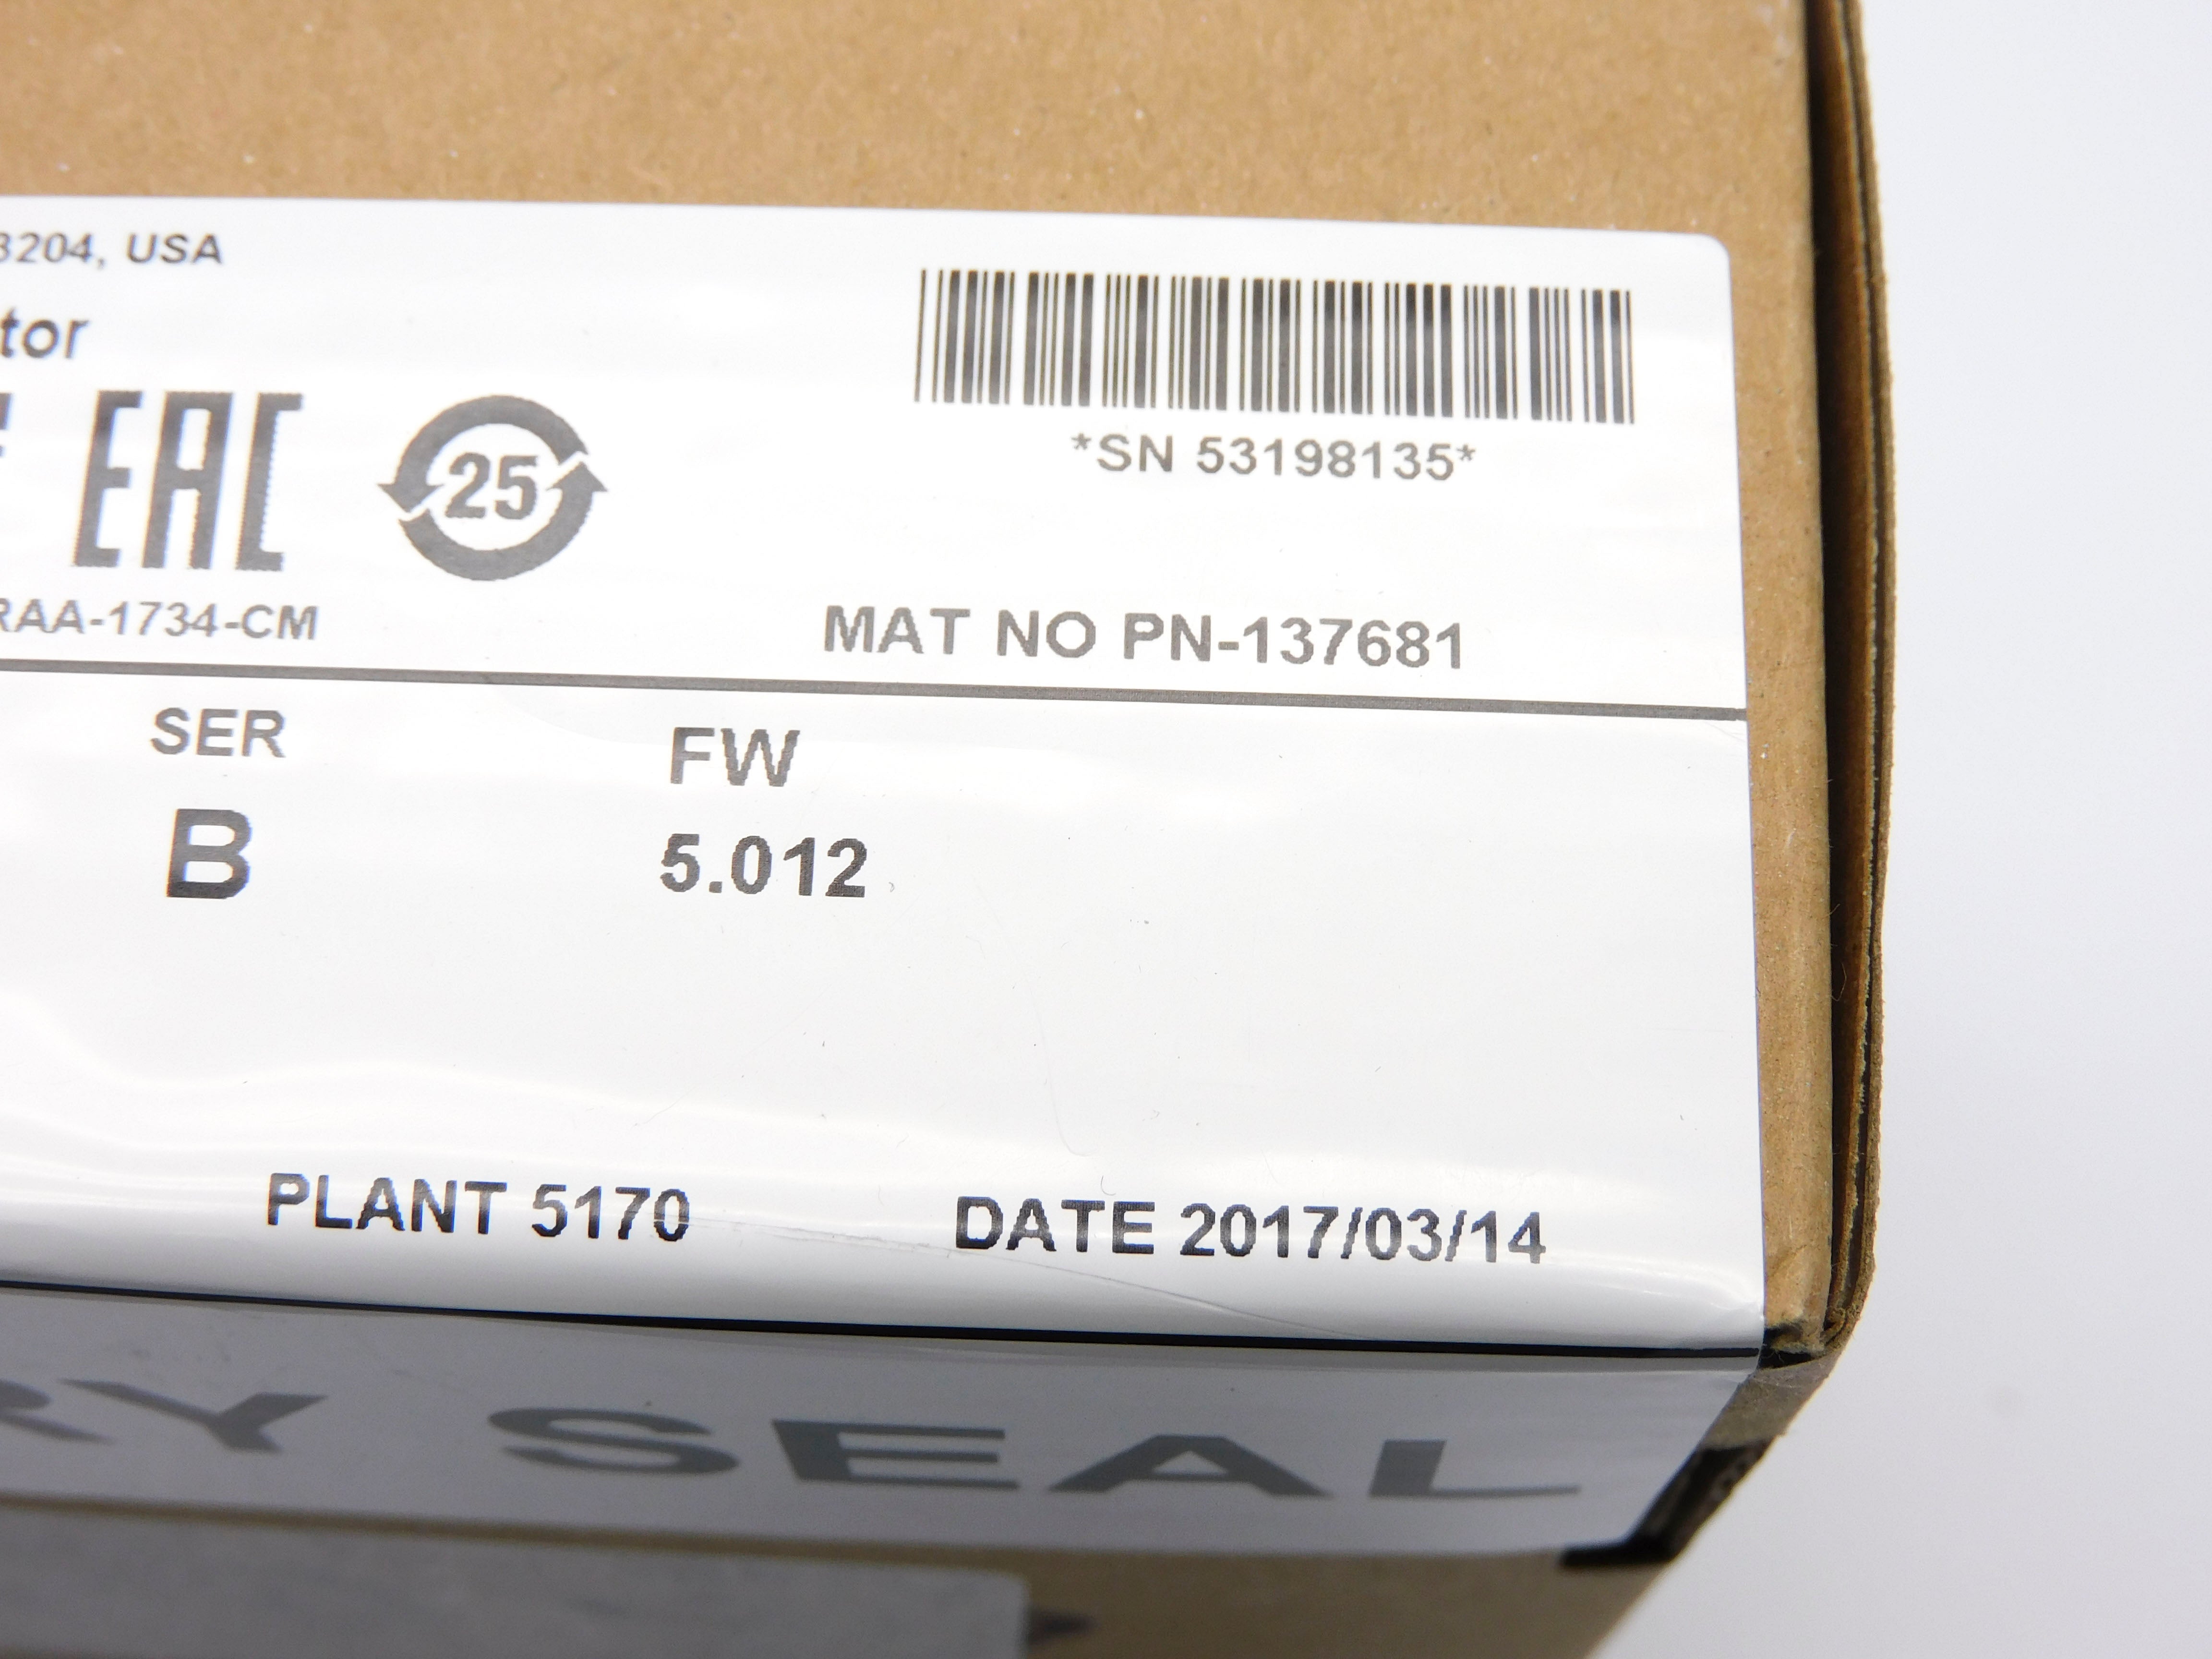 3204, USA
tor
*SN 53198135*
EAC
25
RAA-1734-CM
MAT NO PN-137681
SER
FW
B
5.012
PLANT 5170
DATE 2017/03/14
RY SEAL